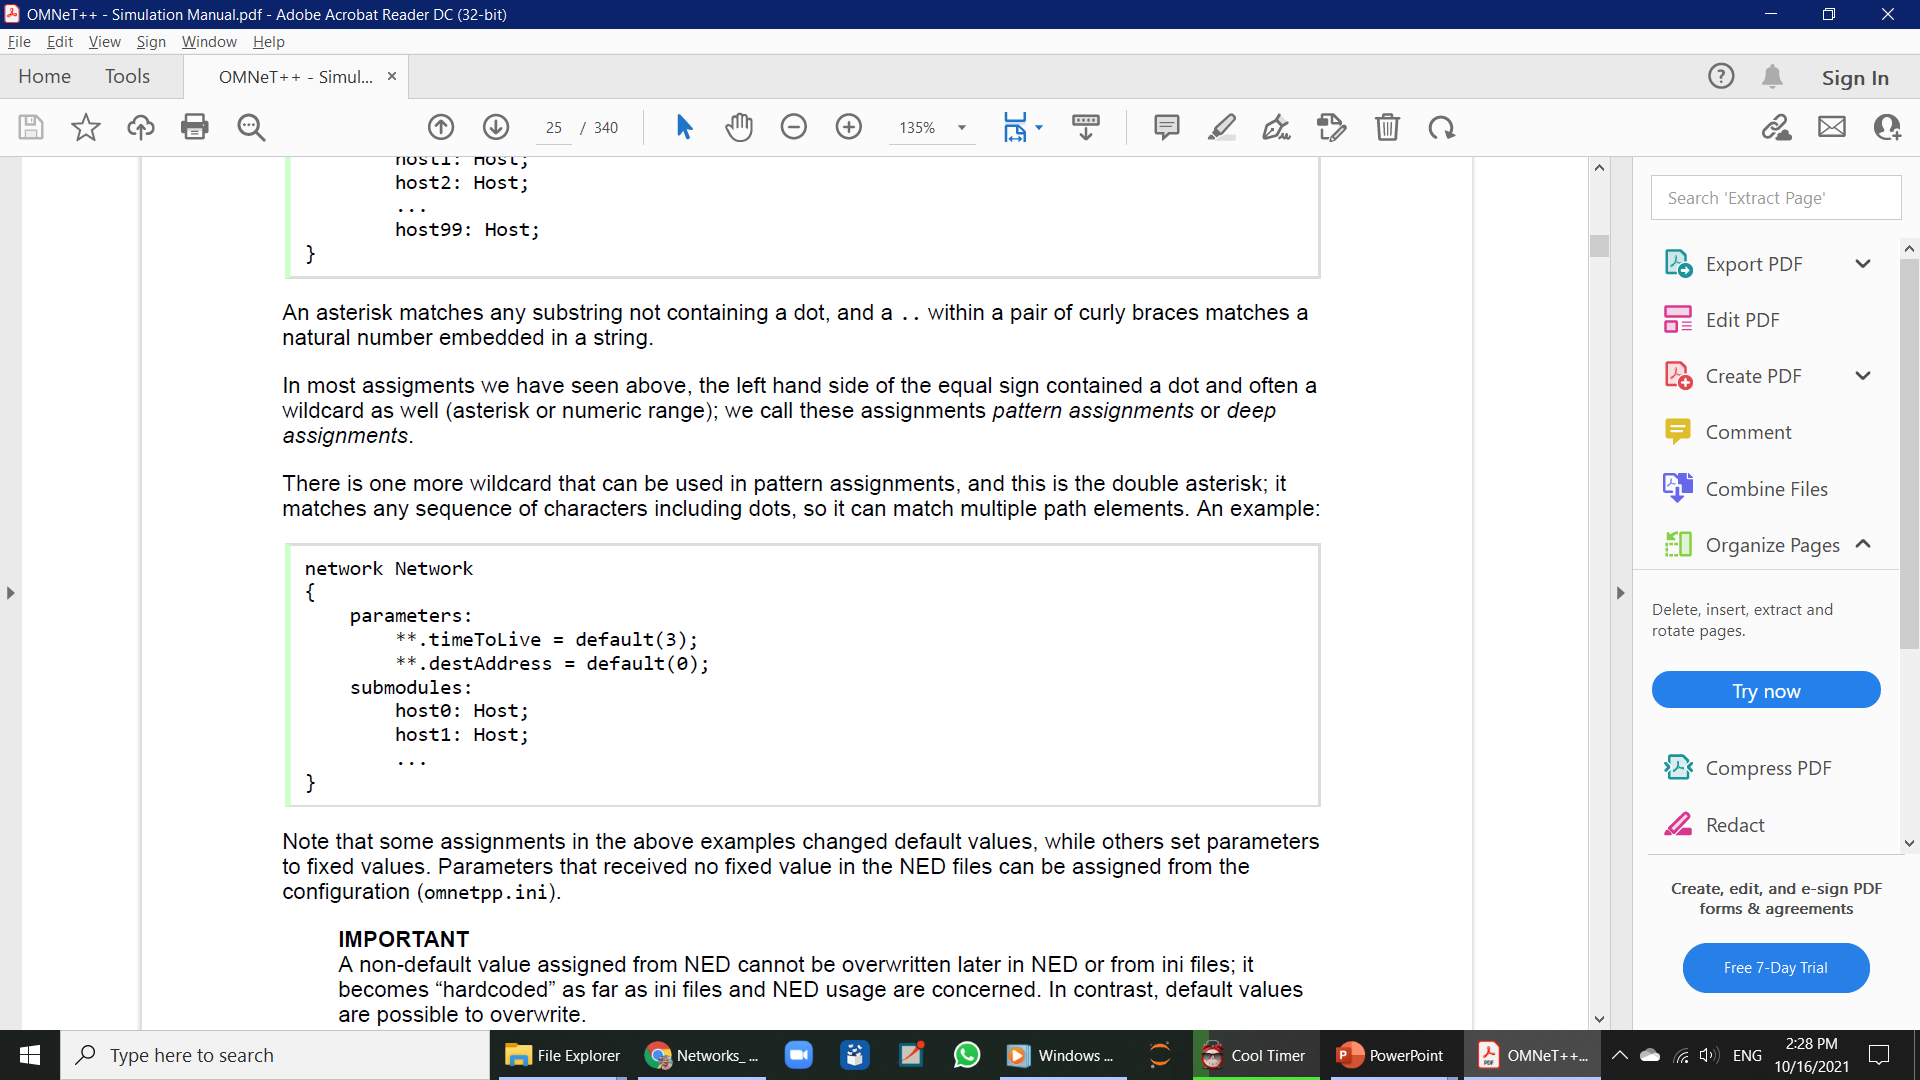 OMNeT++ - Simulation Manual.pdf - Adobe Acrobat Reader DC (32-bit)
File Edit View Sign Window Help
Home Tools OMNeT++ - Simul... × Sign In
25 / 340 135%
host1: Host;
host2: Host;
...
host99: Host;
}
An asterisk matches any substring not containing a dot, and a .. within a pair of curly braces matches a
natural number embedded in a string.
In most assigments we have seen above, the left hand side of the equal sign contained a dot and often a
wildcard as well (asterisk or numeric range); we call these assignments pattern assignments or deep
assignments.
There is one more wildcard that can be used in pattern assignments, and this is the double asterisk; it
matches any sequence of characters including dots, so it can match multiple path elements. An example:
network Network
{
parameters:
**.timeToLive = default(3);
**.destAddress = default(0);
submodules:
host0: Host;
host1: Host;
...
}
Note that some assignments in the above examples changed default values, while others set parameters
to fixed values. Parameters that received no fixed value in the NED files can be assigned from the
configuration (omnetpp.ini).
IMPORTANT
A non-default value assigned from NED cannot be overwritten later in NED or from ini files; it
becomes “hardcoded” as far as ini files and NED usage are concerned. In contrast, default values
are possible to overwrite.
Search 'Extract Page'
Export PDF
Edit PDF
Create PDF
Comment
Combine Files
Organize Pages
Delete, insert, extract and
rotate pages.
Try now
Compress PDF
Redact
Create, edit, and e-sign PDF
forms & agreements
Free 7-Day Trial
Type here to search
File Explorer
Networks_ ...
Windows ...
Cool Timer
PowerPoint
OMNeT++...
ENG
2:28 PM
10/16/2021